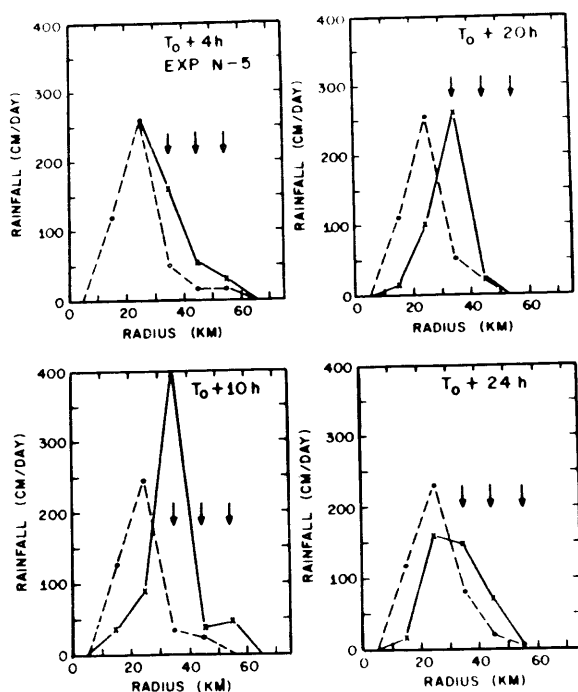 T₀ + 4h
EXP N-5
RAINFALL (CM/DAY)
400
300
200
100
0
0 20 40 60
RADIUS (KM)
T₀ + 20h
RAINFALL (CM/DAY)
400
300
200
100
0
0 20 40 60
RADIUS (KM)
T₀ + 10h
RAINFALL (CM/DAY)
400
300
200
100
0
0 20 40 60
RADIUS (KM)
T₀ + 24h
RAINFALL (CM/DAY)
400
300
200
100
0
0 20 40 60
RADIUS (KM)